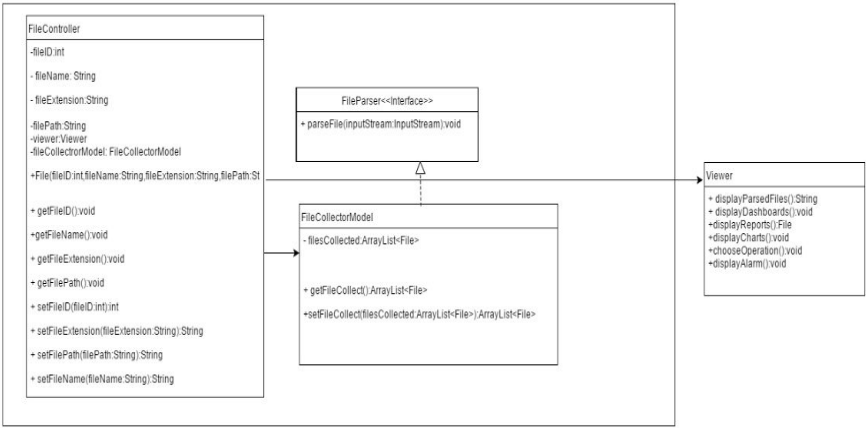 FileController
-fileID:int
- fileName: String
- fileExtension:String
-filePath:String
-viewer:Viewer
-fileCollectrorModel: FileCollectorModel
+File(fileID:int,fileName:String,fileExtension:String,filePath:St
+ getFileID():void
+getFileName():void
+ getFileExtension():void
+ getFilePath():void
+ setFileID(fileID:int):int
+ setFileExtension(fileExtension:String):String
+ setFilePath(filePath:String):String
+ setFileName(fileName:String):String
FileParser<<Interface>>
+ parseFile(inputStream:InputStream):void
FileCollectorModel
- filesCollected:ArrayList<File>
+ getFileCollect():ArrayList<File>
+setFileCollect(filesCollected:ArrayList<File>):ArrayList<File>
Viewer
+ displayParsedFiles():String
+ displayDashboards():void
+displayReports():File
+displayCharts():void
+chooseOperation():void
+displayAlarm():void